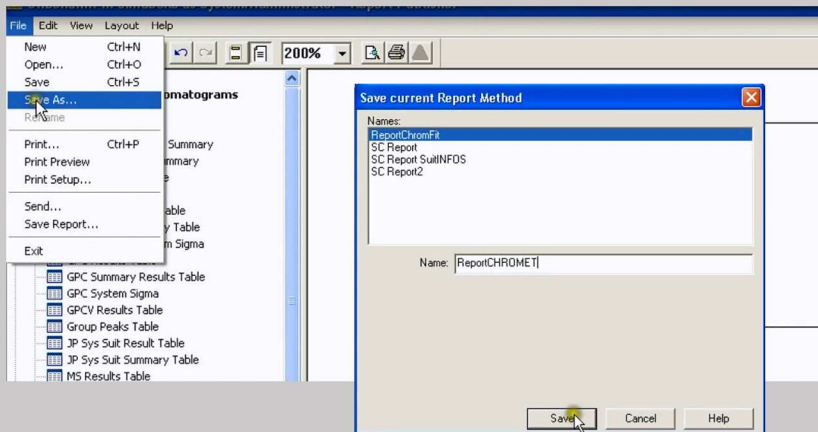 File Edit View Layout Help
New Ctrl+N
Open... Ctrl+O
Save Ctrl+S
Save As...
Rename
Print... Ctrl+P
Print Preview
Print Setup...
Send...
Save Report...
Exit
200%
omatograms
Summary
mmary
able
y Table
m Sigma
GPC Summary Results Table
GPC System Sigma
GPCV Results Table
Group Peaks Table
JP Sys Suit Result Table
JP Sys Suit Summary Table
MS Results Table
Save current Report Method
Names:
ReportChromFit
SC Report
SC Report SuitINFOS
SC Report2
Name: ReportCHROMET
Save Cancel Help